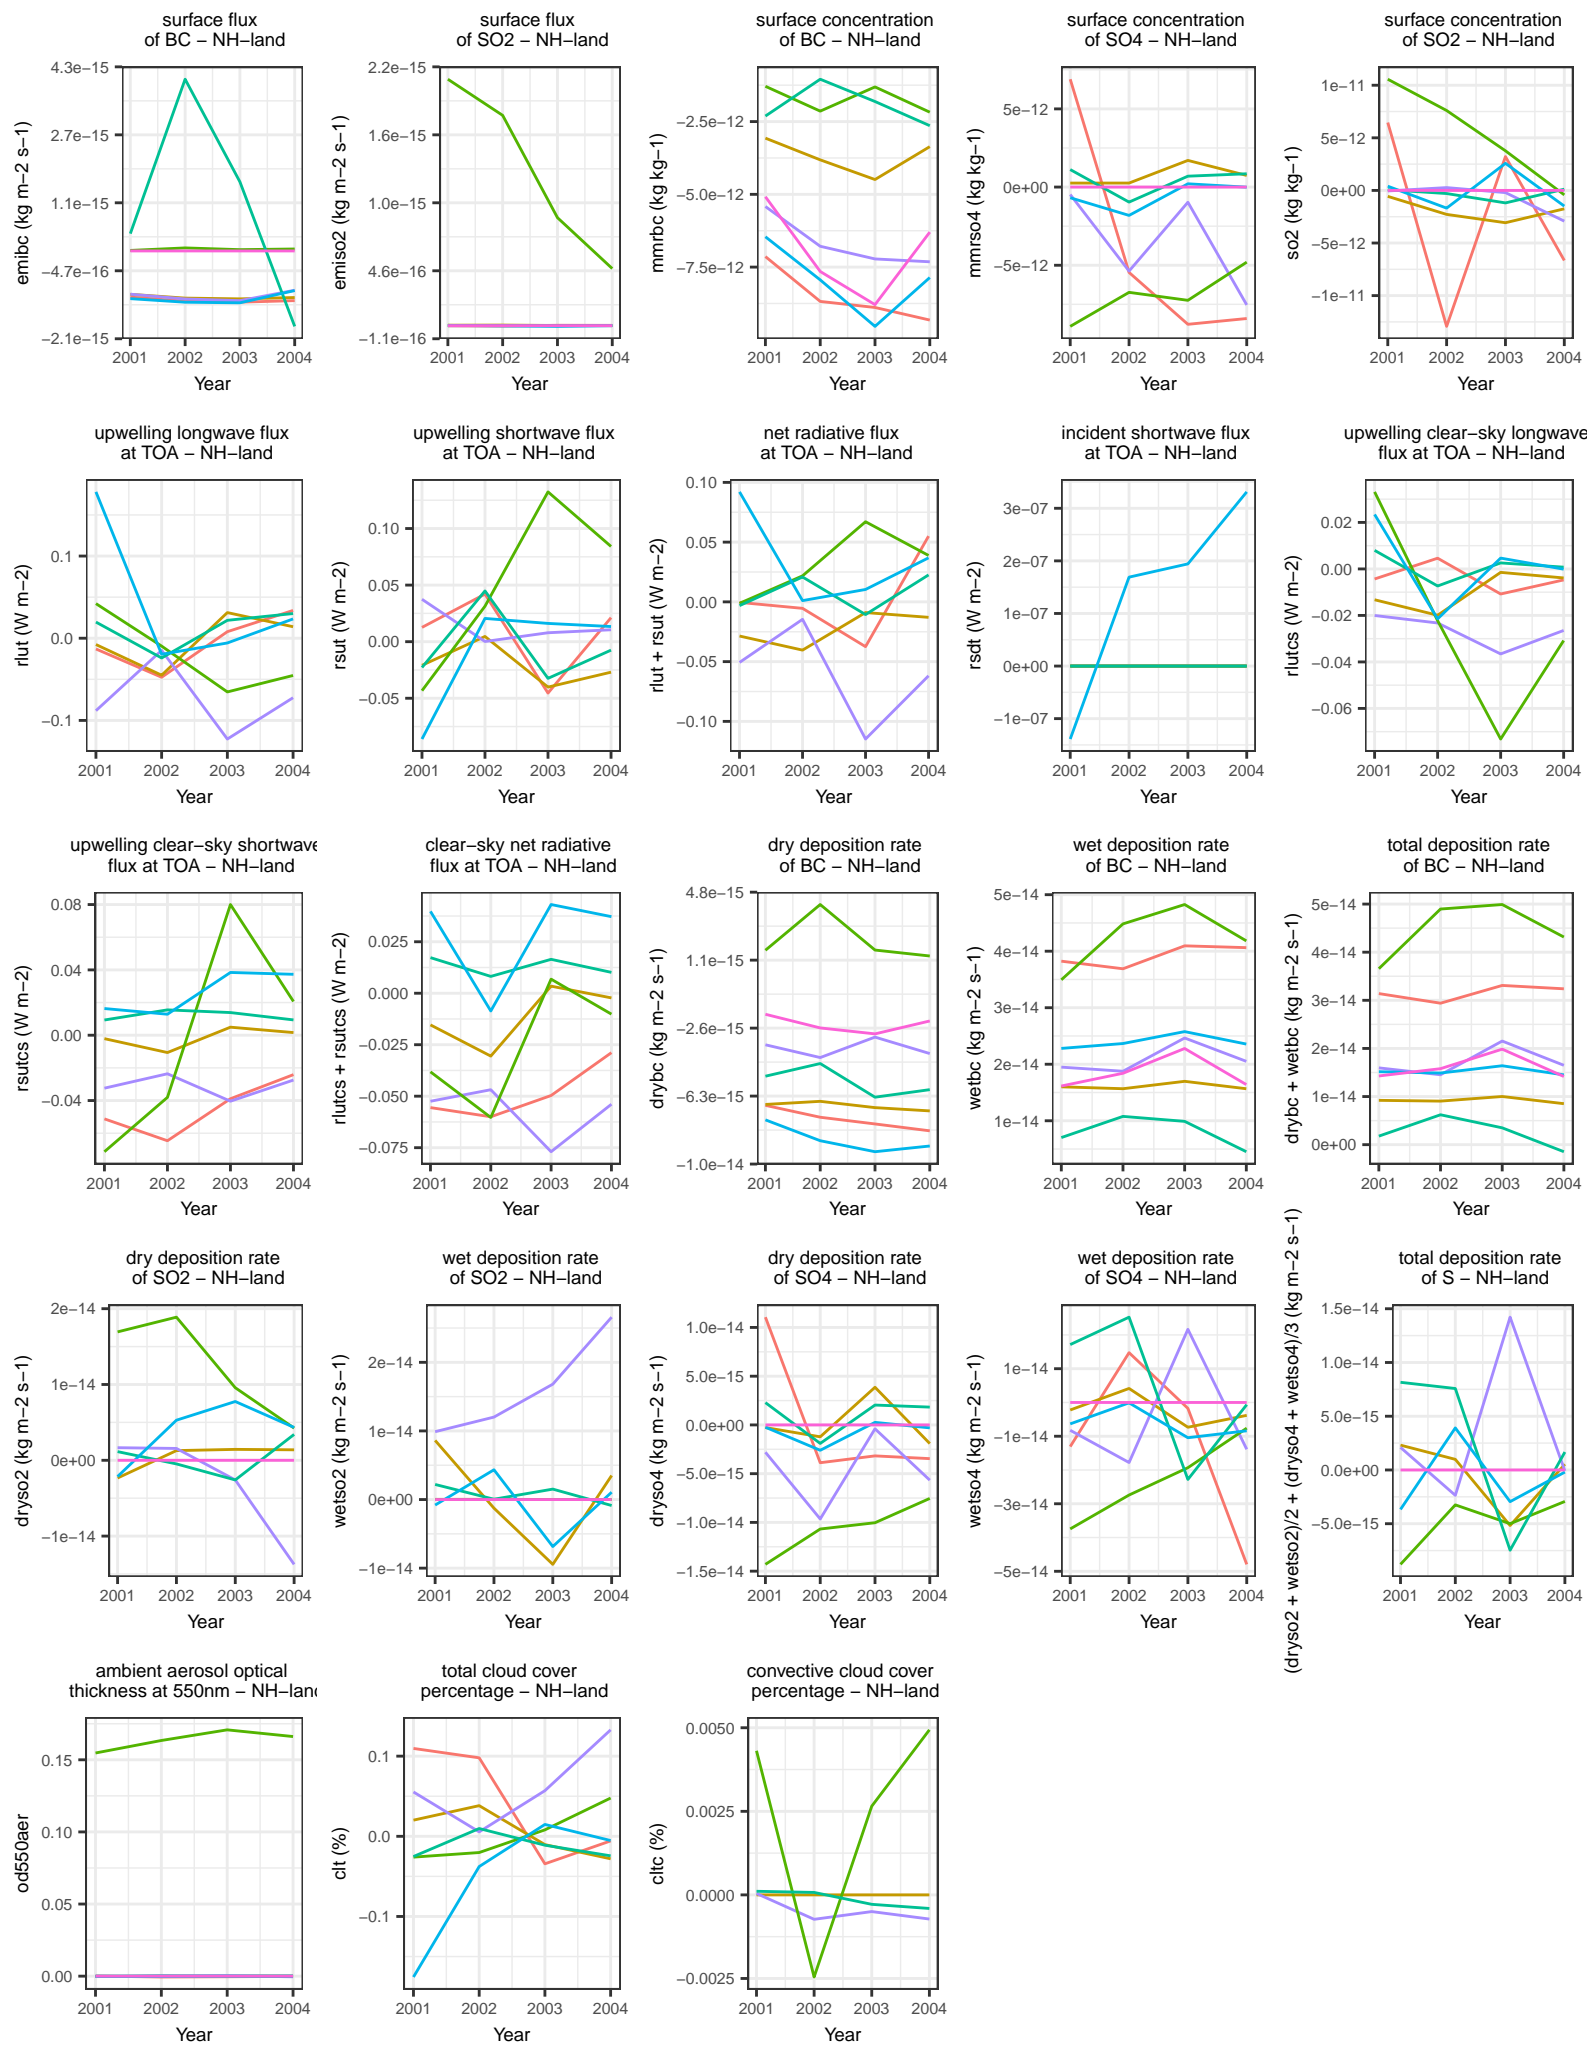 surface flux
of BC − NH−land
emibc (kg m−2 s−1)
4.3e−15
2.7e−15
1.1e−15
−4.7e−16
−2.1e−15
2001 2002 2003 2004
Year
surface flux
of SO2 − NH−land
emiso2 (kg m−2 s−1)
2.2e−15
1.6e−15
1.0e−15
4.6e−16
−1.1e−16
2001 2002 2003 2004
Year
surface concentration
of BC − NH−land
mmrbc (kg kg−1)
−2.5e−12
−5.0e−12
−7.5e−12
2001 2002 2003 2004
Year
surface concentration
of SO4 − NH−land
mmrso4 (kg kg−1)
5e−12
0e+00
−5e−12
2001 2002 2003 2004
Year
surface concentration
of SO2 − NH−land
so2 (kg kg−1)
1e−11
5e−12
0e+00
−5e−12
−1e−11
2001 2002 2003 2004
Year
upwelling longwave flux
at TOA − NH−land
rlut (W m−2)
0.1
0.0
−0.1
2001 2002 2003 2004
Year
upwelling shortwave flux
at TOA − NH−land
rsut (W m−2)
0.10
0.05
0.00
−0.05
2001 2002 2003 2004
Year
net radiative flux
at TOA − NH−land
rlut + rsut (W m−2)
0.10
0.05
0.00
−0.05
−0.10
2001 2002 2003 2004
Year
incident shortwave flux
at TOA − NH−land
rsdt (W m−2)
3e−07
2e−07
1e−07
0e+00
−1e−07
2001 2002 2003 2004
Year
upwelling clear−sky longwave
flux at TOA − NH−land
rlutcs (W m−2)
0.02
0.00
−0.02
−0.04
−0.06
2001 2002 2003 2004
Year
upwelling clear−sky shortwave
flux at TOA − NH−land
rsutcs (W m−2)
0.08
0.04
0.00
−0.04
2001 2002 2003 2004
Year
clear−sky net radiative
flux at TOA − NH−land
rlutcs + rsutcs (W m−2)
0.025
0.000
−0.025
−0.050
−0.075
2001 2002 2003 2004
Year
dry deposition rate
of BC − NH−land
drybc (kg m−2 s−1)
4.8e−15
1.1e−15
−2.6e−15
−6.3e−15
−1.0e−14
2001 2002 2003 2004
Year
wet deposition rate
of BC − NH−land
wetbc (kg m−2 s−1)
5e−14
4e−14
3e−14
2e−14
1e−14
2001 2002 2003 2004
Year
total deposition rate
of BC − NH−land
drybc + wetbc (kg m−2 s−1)
5e−14
4e−14
3e−14
2e−14
1e−14
0e+00
2001 2002 2003 2004
Year
dry deposition rate
of SO2 − NH−land
dryso2 (kg m−2 s−1)
2e−14
1e−14
0e+00
−1e−14
2001 2002 2003 2004
Year
wet deposition rate
of SO2 − NH−land
wetso2 (kg m−2 s−1)
2e−14
1e−14
0e+00
−1e−14
2001 2002 2003 2004
Year
dry deposition rate
of SO4 − NH−land
dryso4 (kg m−2 s−1)
1.0e−14
5.0e−15
0.0e+00
−5.0e−15
−1.0e−14
−1.5e−14
2001 2002 2003 2004
Year
wet deposition rate
of SO4 − NH−land
wetso4 (kg m−2 s−1)
1e−14
−1e−14
−3e−14
−5e−14
2001 2002 2003 2004
Year
total deposition rate
of S − NH−land
(dryso2 + wetso2)/2 + (dryso4 + wetso4)/3 (kg m−2 s−1)
1.5e−14
1.0e−14
5.0e−15
0.0e+00
−5.0e−15
2001 2002 2003 2004
Year
ambient aerosol optical
thickness at 550nm − NH−land
od550aer
0.15
0.10
0.05
0.00
2001 2002 2003 2004
Year
total cloud cover
percentage − NH−land
clt (%)
0.1
0.0
−0.1
2001 2002 2003 2004
Year
convective cloud cover
percentage − NH−land
cltc (%)
0.0050
0.0025
0.0000
−0.0025
2001 2002 2003 2004
Year